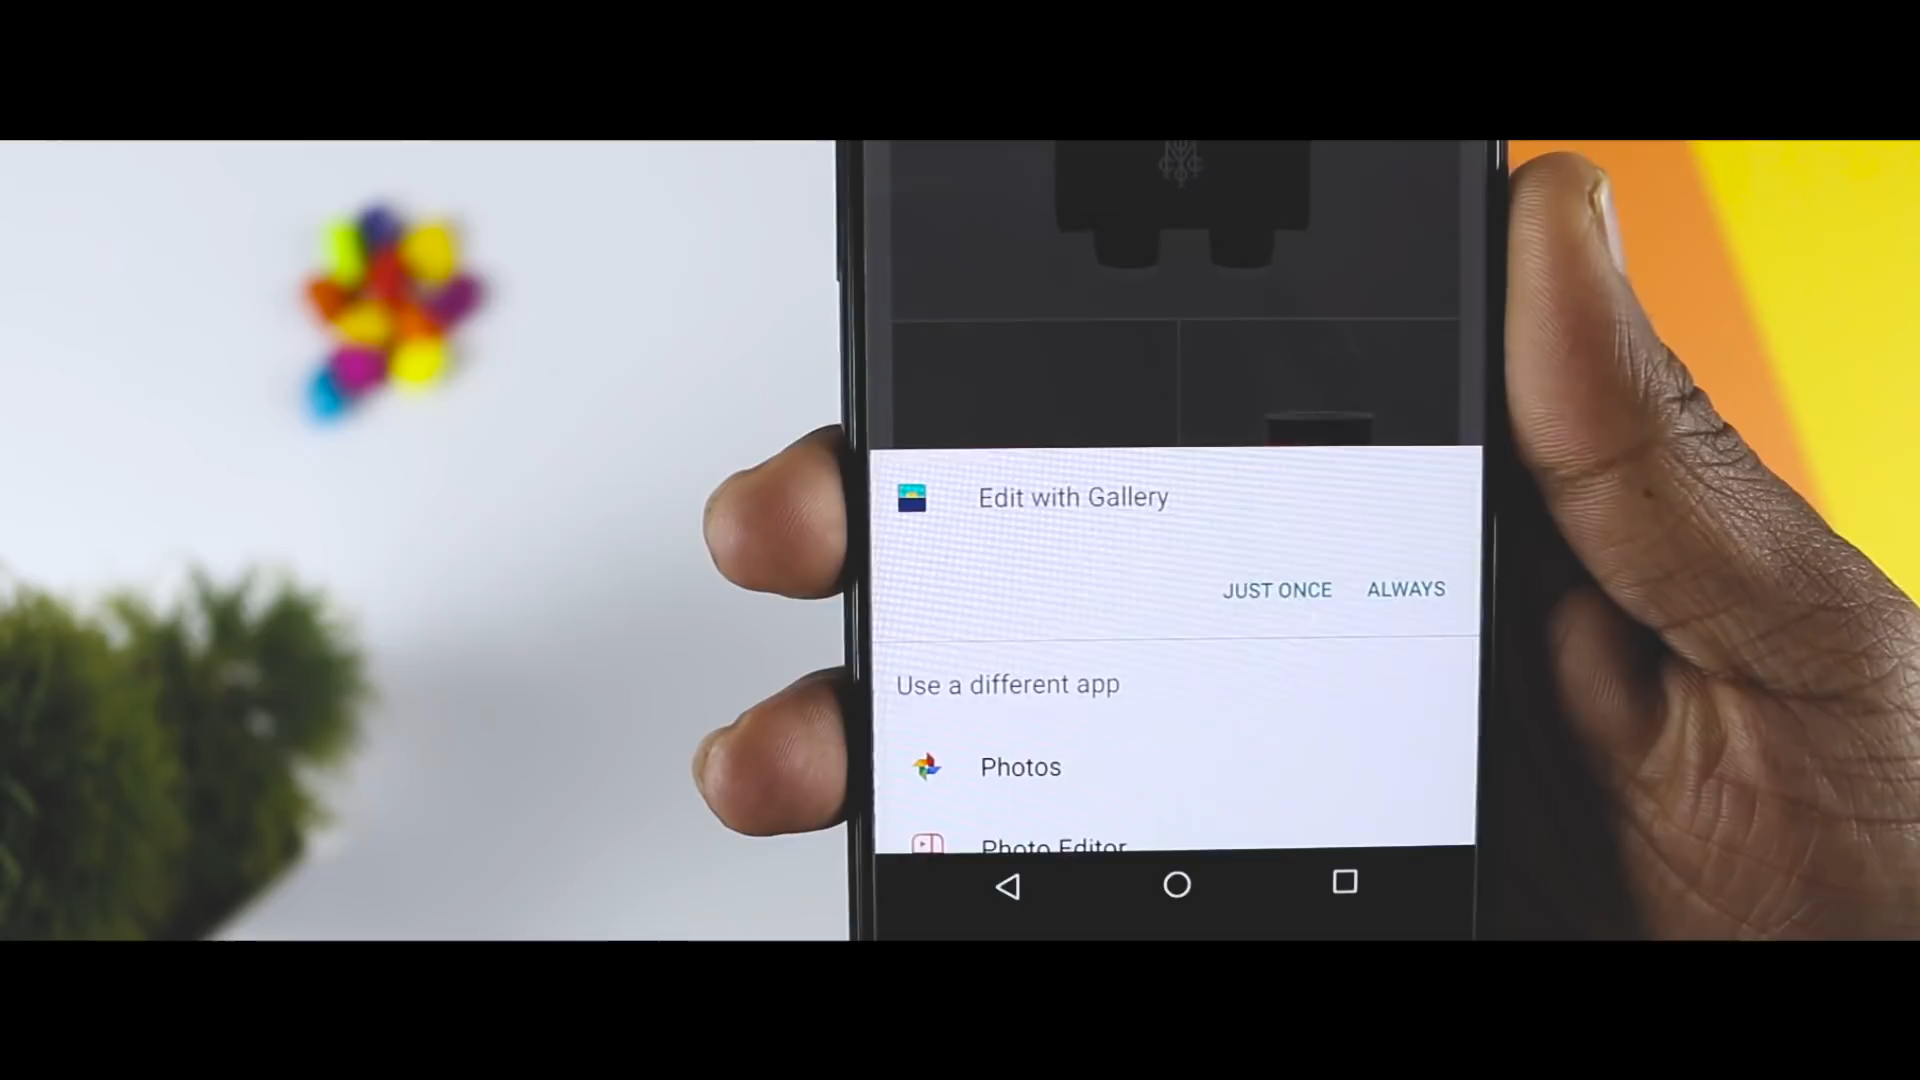 Edit with Gallery
JUST ONCE ALWAYS
Use a different app
Photos
Photo Editor